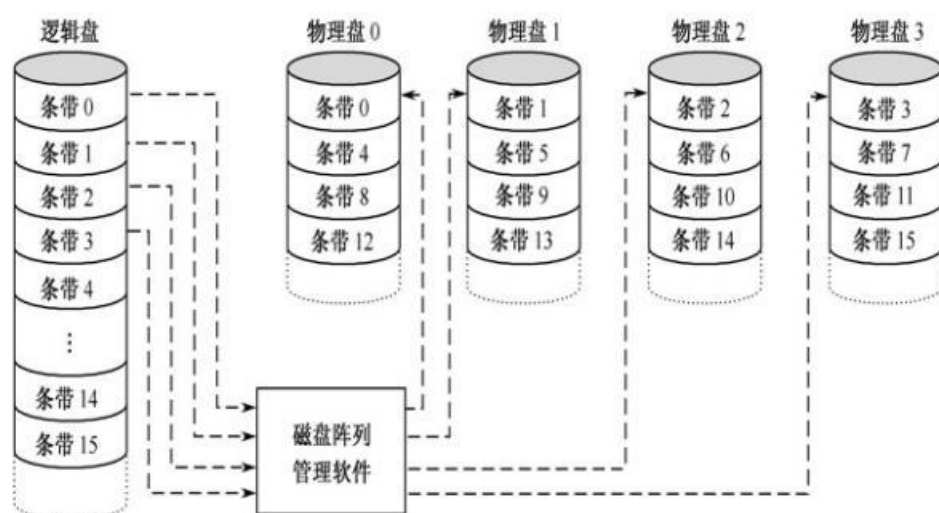 逻辑盘
条带 0
条带 1
条带 2
条带 3
条带 4
⋮
条带 14
条带 15
物理盘 0
条带 0
条带 4
条带 8
条带 12
物理盘 1
条带 1
条带 5
条带 9
条带 13
物理盘 2
条带 2
条带 6
条带 10
条带 14
物理盘 3
条带 3
条带 7
条带 11
条带 15
磁盘阵列
管理软件